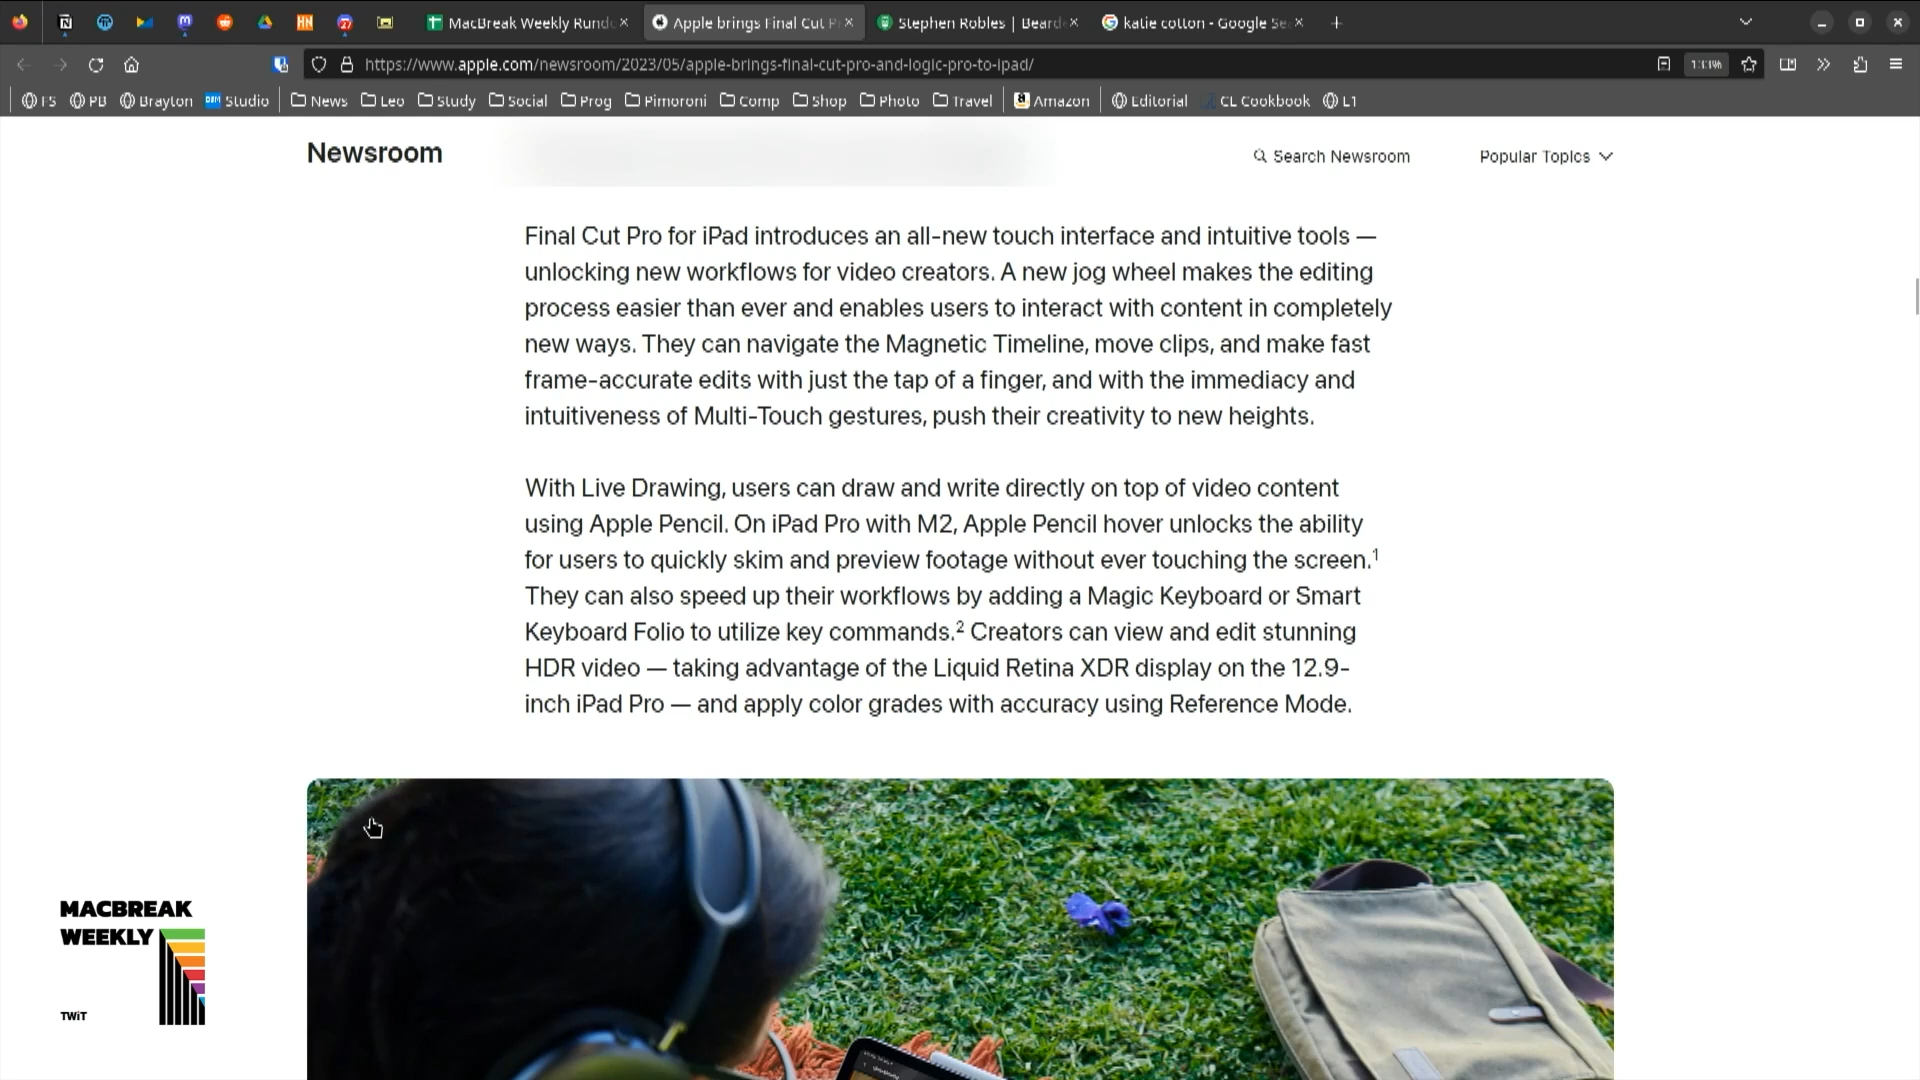 MacBreak Weekly Rund
Apple brings Final Cut P
Stephen Robles | Beard
katie cotton - Google Se
https://www.apple.com/newsroom/2023/05/apple-brings-final-cut-pro-and-logic-pro-to-ipad/
133%
FS PB Brayton Studio News Leo Study Social Prog Pimoroni Comp Shop Photo Travel Amazon Editorial CL Cookbook L1
Newsroom
Search Newsroom
Popular Topics
Final Cut Pro for iPad introduces an all-new touch interface and intuitive tools —
unlocking new workflows for video creators. A new jog wheel makes the editing
process easier than ever and enables users to interact with content in completely
new ways. They can navigate the Magnetic Timeline, move clips, and make fast
frame-accurate edits with just the tap of a finger, and with the immediacy and
intuitiveness of Multi-Touch gestures, push their creativity to new heights.
With Live Drawing, users can draw and write directly on top of video content
using Apple Pencil. On iPad Pro with M2, Apple Pencil hover unlocks the ability
for users to quickly skim and preview footage without ever touching the screen.¹
They can also speed up their workflows by adding a Magic Keyboard or Smart
Keyboard Folio to utilize key commands.² Creators can view and edit stunning
HDR video — taking advantage of the Liquid Retina XDR display on the 12.9-
inch iPad Pro — and apply color grades with accuracy using Reference Mode.
MACBREAK
WEEKLY
TWiT